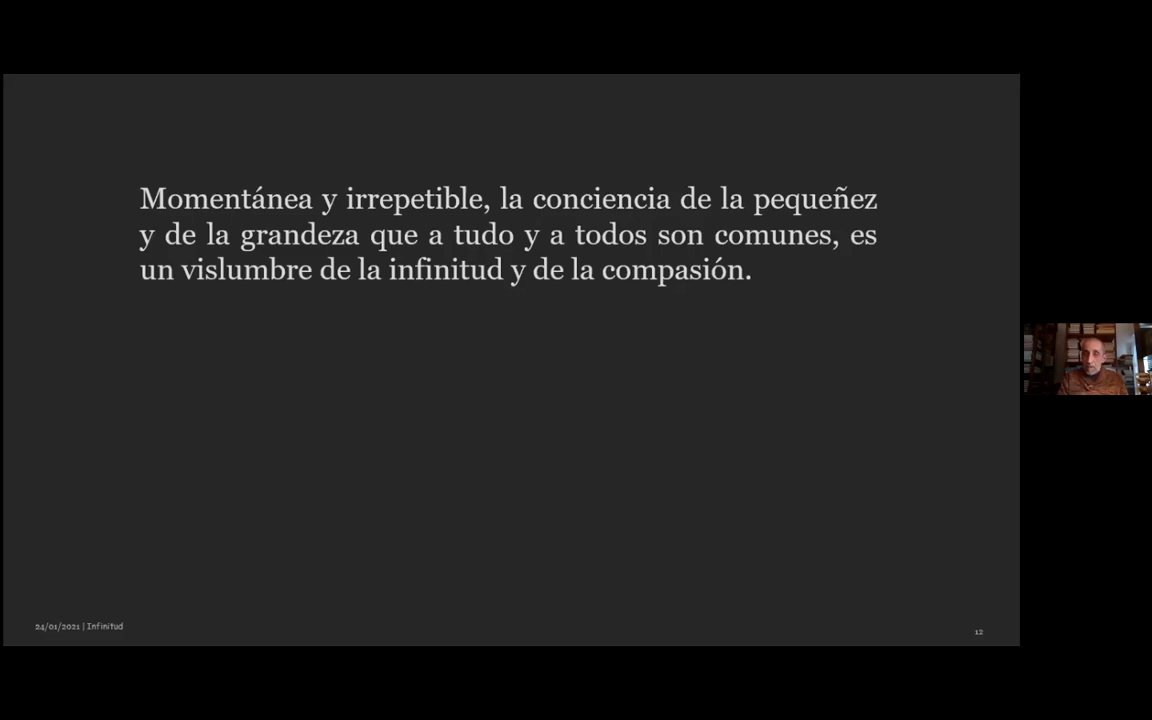 Momentánea y irrepetible, la conciencia de la pequeñez
y de la grandeza que a tudo y a todos son comunes, es
un vislumbre de la infinitud y de la compasión.
24/01/2021 | Infinitud
12